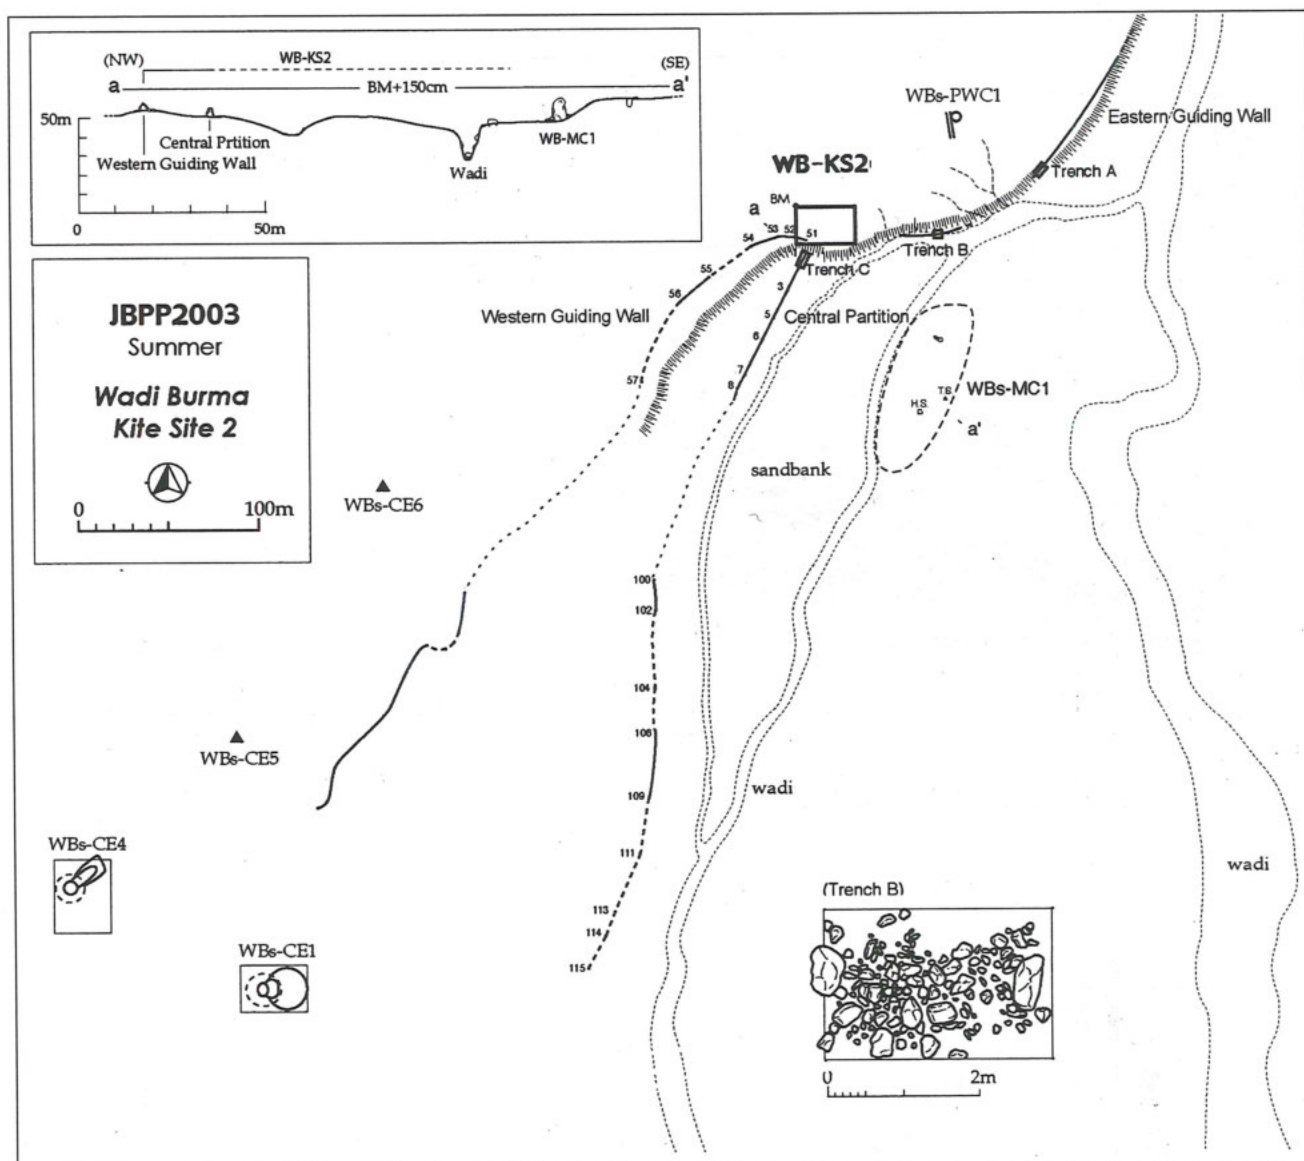 (NW)
WB-KS2
(SE)
a
BM+150cm
a'
50m
Central Prtition
WB-MC1
Western Guiding Wall
Wadi
0
50m
JBPP2003
Summer
Wadi Burma
Kite Site 2
0
100m
WBs-PWC1
Eastern Guiding Wall
WB-KS2
Trench A
BM
a
54
53
52
51
Trench B
Trench C
55
3
56
Western Guiding Wall
5
Central Partition
6
7
57
8
WBs-MC1
T.S.
H.S.
a'
sandbank
WBs-CE6
100
102
104
WBs-CE5
106
109
wadi
WBs-CE4
111
wadi
(Trench B)
113
114
WBs-CE1
115
0
2m